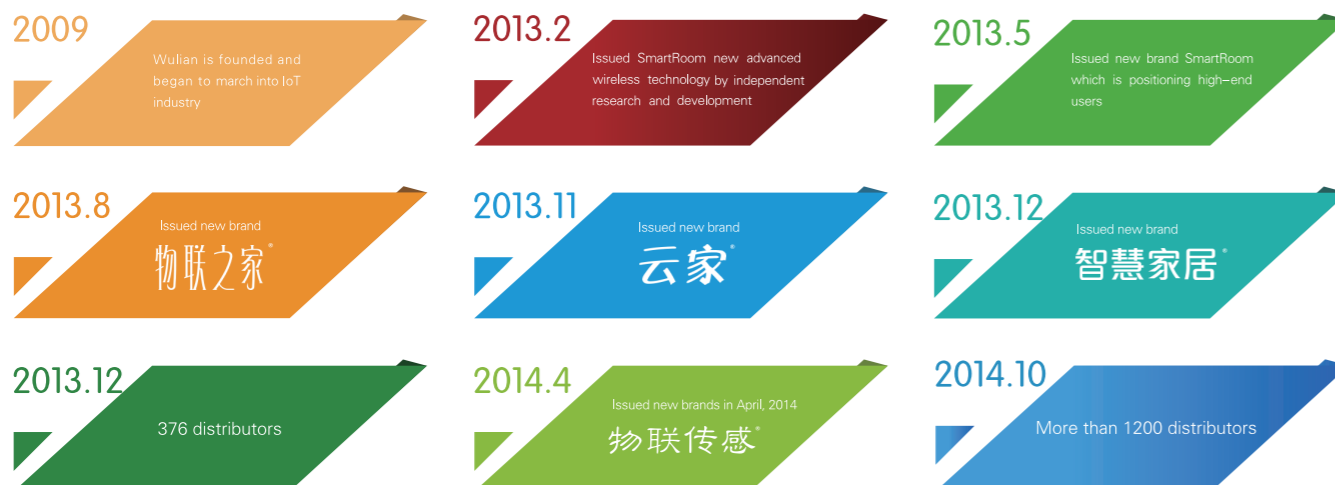 2009
Wulian is founded and
began to march into IoT
industry
2013.2
Issued SmartRoom new advanced
wireless technology by independent
research and development
2013.5
Issued new brand SmartRoom
which is positioning high-end
users
2013.8
Issued new brand
物联之家®
2013.11
Issued new brand
云家®
2013.12
Issued new brand
智慧家居®
2013.12
376 distributors
2014.4
Issued new brands in April, 2014
物联传感®
2014.10
More than 1200 distributors